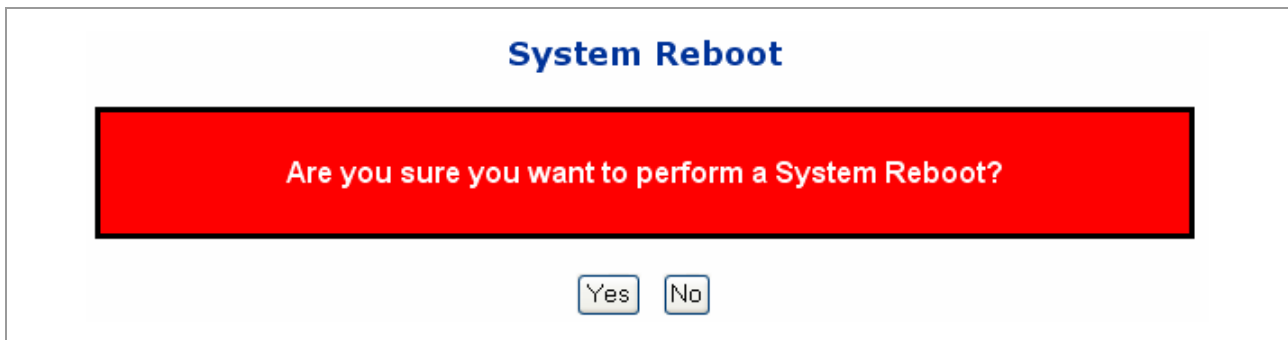 System Reboot
Are you sure you want to perform a System Reboot?
Yes No